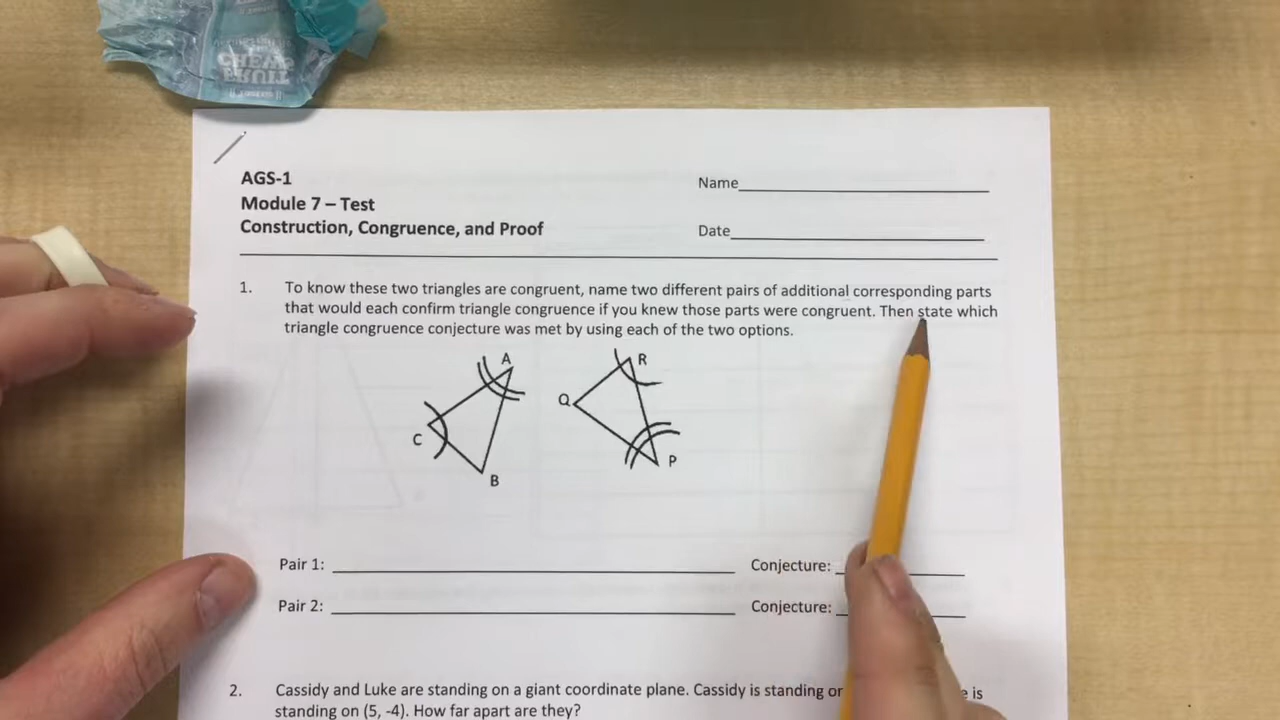 CHEWS
FRUIT
AGS-1
Name
Module 7 – Test
Construction, Congruence, and Proof
Date
1. To know these two triangles are congruent, name two different pairs of additional corresponding parts
that would each confirm triangle congruence if you knew those parts were congruent. Then state which
triangle congruence conjecture was met by using each of the two options.
A
R
Q
C
P
B
Pair 1: Conjecture:
Pair 2: Conjecture:
2. Cassidy and Luke are standing on a giant coordinate plane. Cassidy is standing is
standing on (5, -4). How far apart are they?